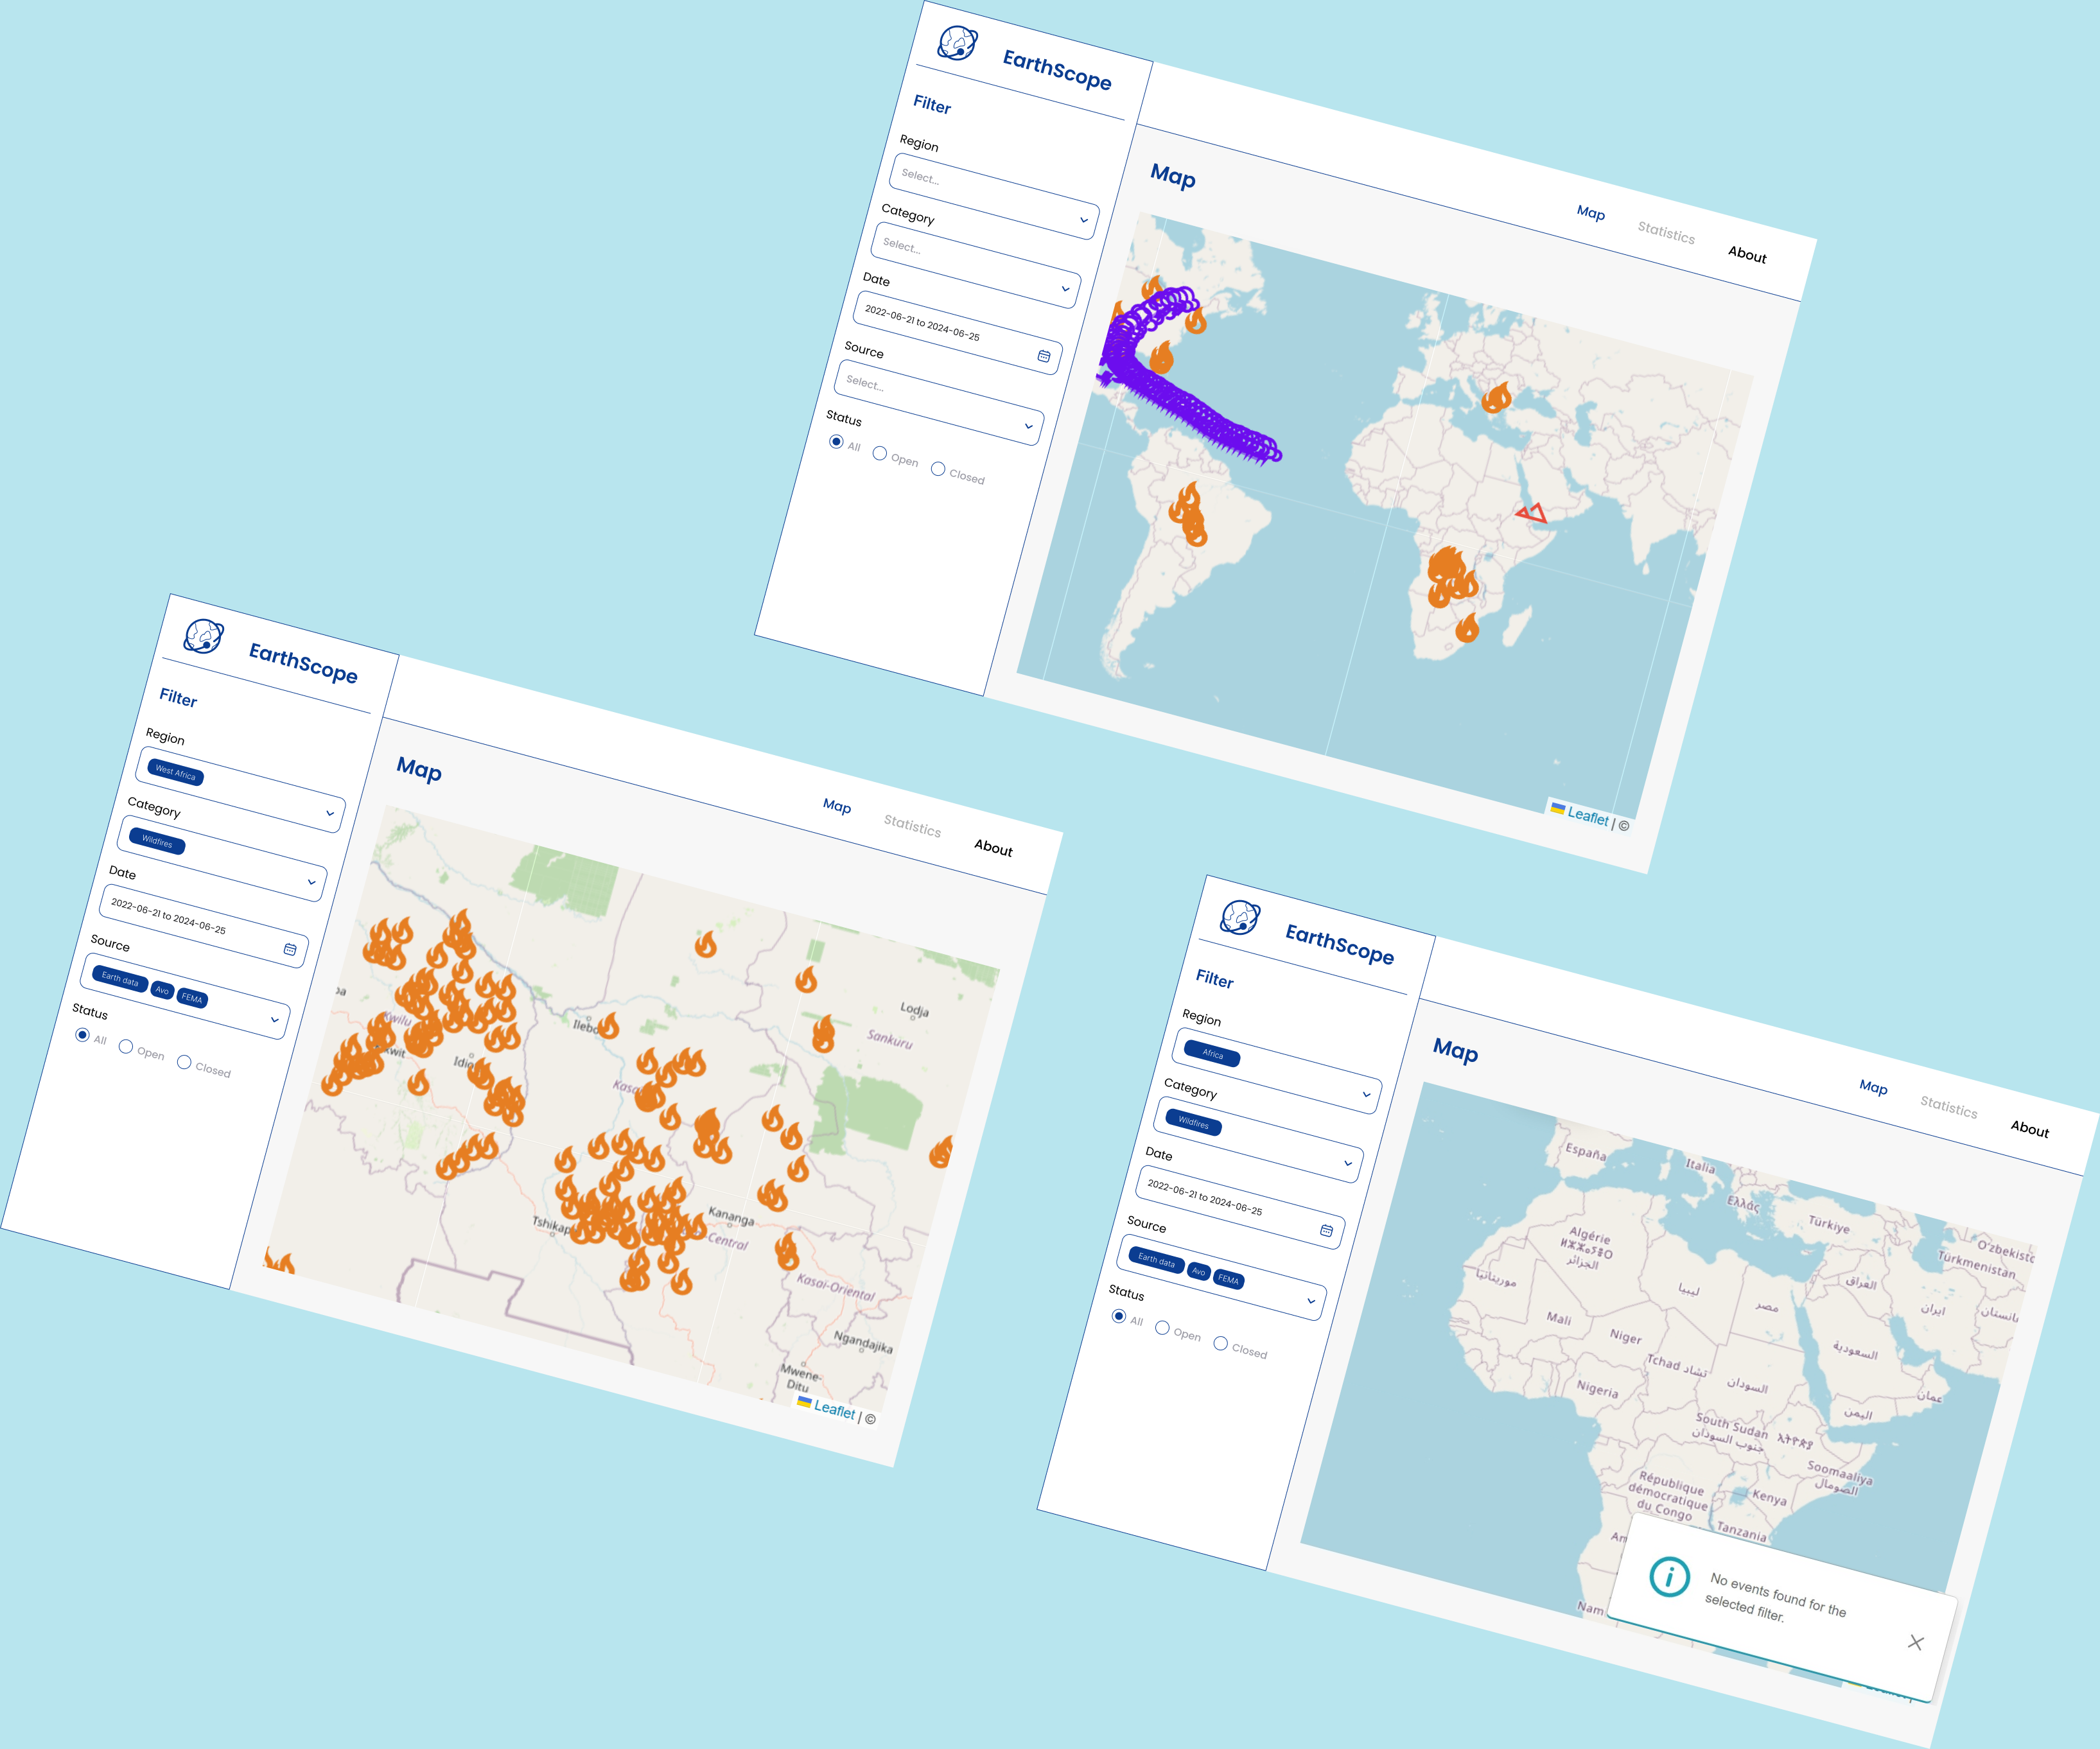 EarthScope
Filter
Region
Select...
Category
Select...
Date
2022-06-21 to 2024-06-25
Source
Select...
Status
All
Open
Closed
Map
Statistics
About
Map
Leaflet | ©
EarthScope
Filter
Region
West Africa
Category
Wildfires
Date
2022-06-21 to 2024-06-25
Source
Earth data
Avo
FEMA
Status
All
Open
Closed
Map
Statistics
About
Map
Lodja
Sankuru
Ilebo
Kwilu
Kananga
Central
Kasai-Oriental
Ngandajika
Mwene-
Ditu
Leaflet | ©
EarthScope
Filter
Region
Africa
Category
Wildfires
Date
2022-06-21 to 2024-06-25
Source
Earth data
Avo
FEMA
Status
All
Open
Closed
Map
Statistics
About
Map
España
Italia
Ελλάς
Türkiye
Türkmenistan
Algérie
ⵍⵣⵣⴰⵢⴻⵔ
الجزائر
موريتانيا
ليبيا
مصر
العراق
ایران
السعودية
Mali
Niger
Tchad تشاد
السودان
عمان
اليمن
Nigeria
South Sudan
جنوب السودان
ኢትዮጵያ
Soomaaliya
الصومال
République
démocratique
du Congo
Kenya
Tanzania
No events found for the
selected filter.